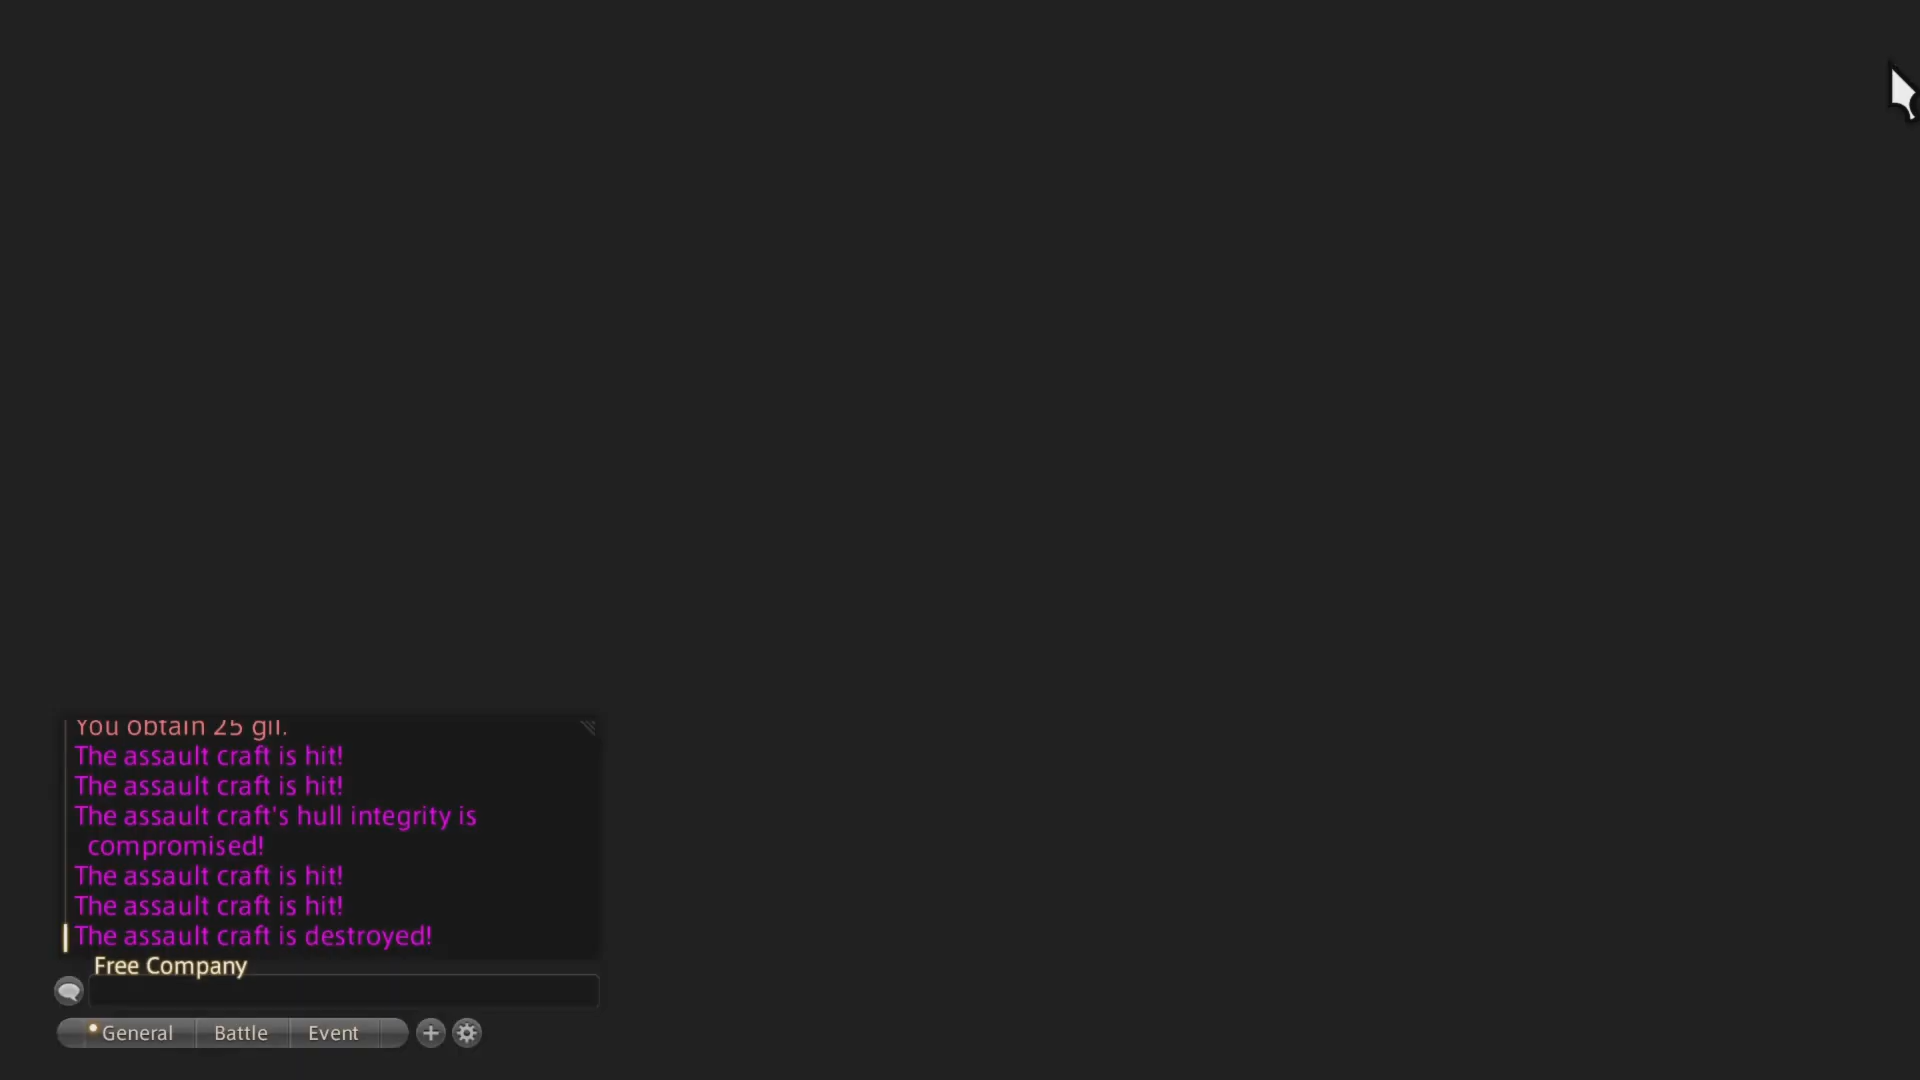 You obtain 25 gil.
The assault craft is hit!
The assault craft is hit!
The assault craft's hull integrity is
compromised!
The assault craft is hit!
The assault craft is hit!
The assault craft is destroyed!
Free Company
General Battle Event